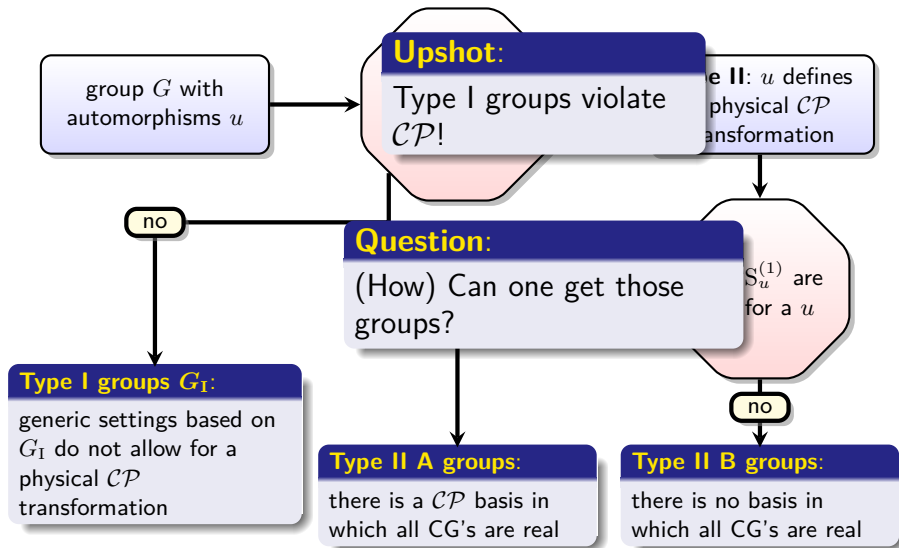 Upshot:
Type I groups violate
CP!
group G with
automorphisms u
II: u defines
physical CP
no
Question:
(How) Can one get those
groups?
S_u^(1) are
for a u
no
Type I groups G_I:
generic settings based on
G_I do not allow for a
physical CP
transformation
Type II A groups:
there is a CP basis in
which all CG's are real
Type II B groups:
there is no basis in
which all CG's are real